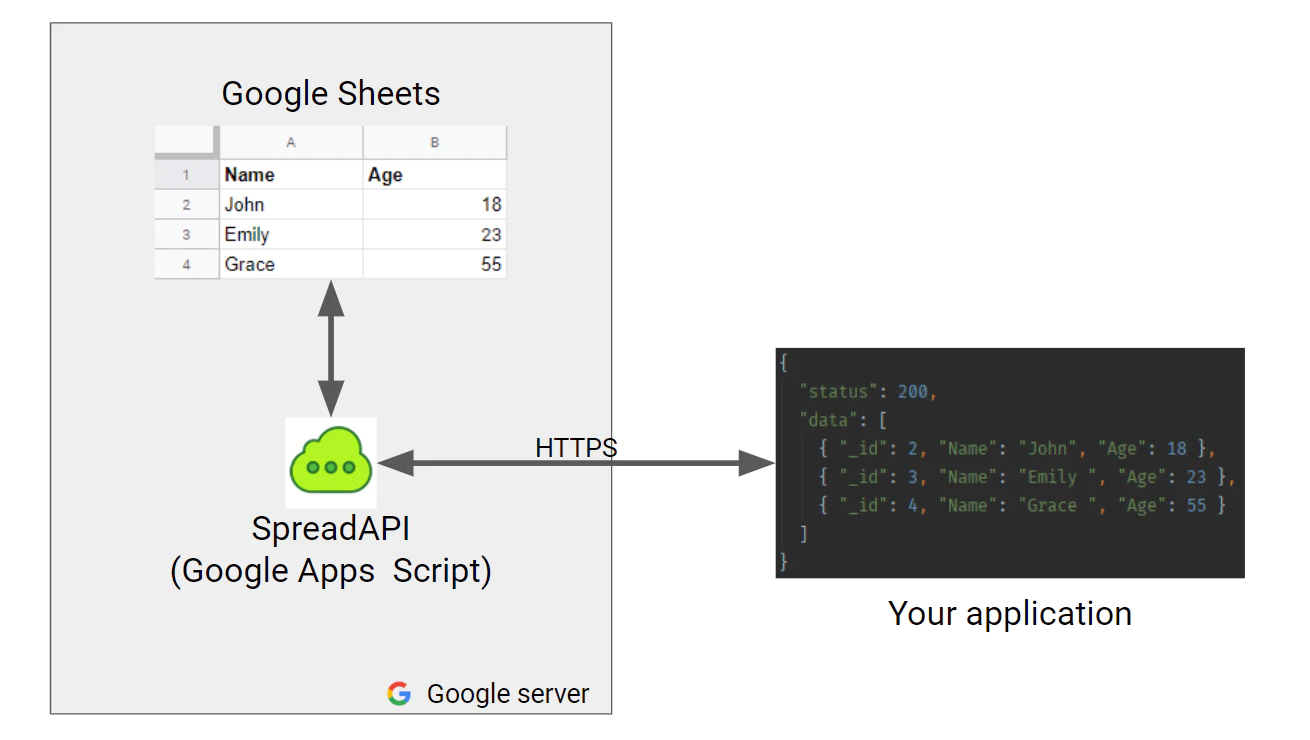 Google Sheets
A B
1 Name Age
2 John 18
3 Emily 23
4 Grace 55
HTTPS
SpreadAPI
(Google Apps  Script)
{
  "status": 200,
  "data": [
    { "_id": 2, "Name": "John", "Age": 18 },
    { "_id": 3, "Name": "Emily ", "Age": 23 },
    { "_id": 4, "Name": "Grace ", "Age": 55 }
  ]
}
Your application
Google server